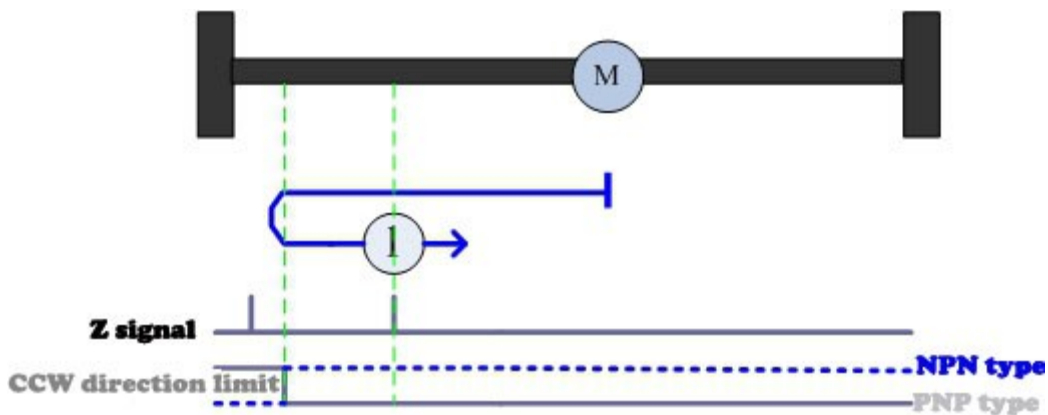 M
1
Z signal
NPN type
CCW direction limit
PNP type